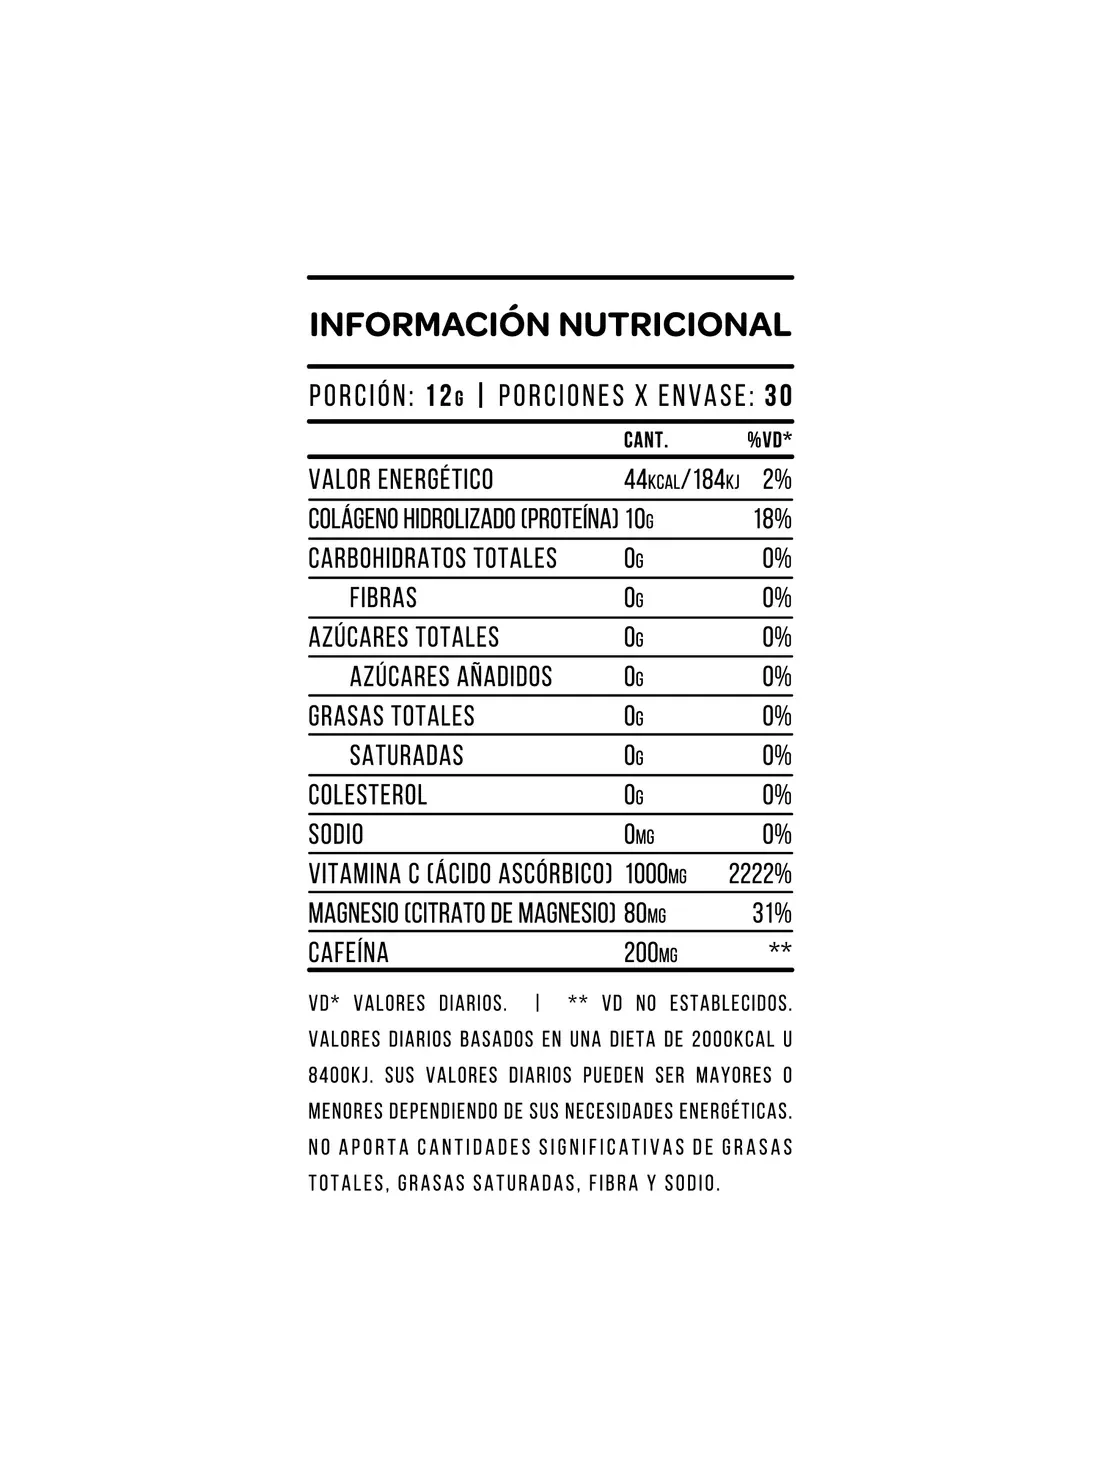 INFORMACIÓN NUTRICIONAL
PORCIÓN: 12G | PORCIONES X ENVASE: 30
CANT. %VD*
VALOR ENERGÉTICO 44KCAL/184KJ 2%
COLÁGENO HIDROLIZADO (PROTEÍNA) 10G 18%
CARBOHIDRATOS TOTALES 0G 0%
FIBRAS 0G 0%
AZÚCARES TOTALES 0G 0%
AZÚCARES AÑADIDOS 0G 0%
GRASAS TOTALES 0G 0%
SATURADAS 0G 0%
COLESTEROL 0G 0%
SODIO 0MG 0%
VITAMINA C (ÁCIDO ASCÓRBICO) 1000MG 2222%
MAGNESIO (CITRATO DE MAGNESIO) 80MG 31%
CAFEÍNA 200MG **
VD* VALORES DIARIOS. | ** VD NO ESTABLECIDOS.
VALORES DIARIOS BASADOS EN UNA DIETA DE 2000KCAL U
8400KJ. SUS VALORES DIARIOS PUEDEN SER MAYORES O
MENORES DEPENDIENDO DE SUS NECESIDADES ENERGÉTICAS.
NO APORTA CANTIDADES SIGNIFICATIVAS DE GRASAS
TOTALES, GRASAS SATURADAS, FIBRA Y SODIO.